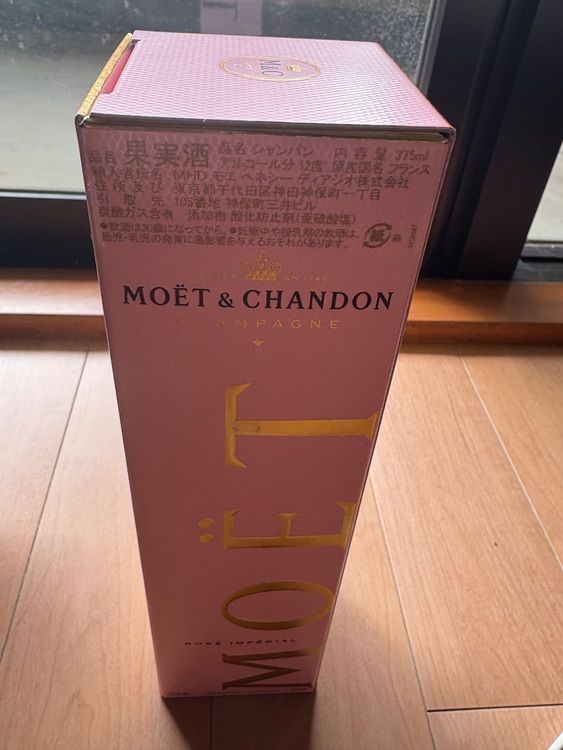 M&C
品目 果実酒 品名 シャンパン 内容量 375ml
アルコール分 12度 原産国名 フランス
輸入者氏名 MHD モエ ヘネシー ディアジオ株式会社
住所及び 東京都千代田区神田神保町一丁目
引取先 105番地 神保町三井ビル
炭酸ガス含有 添加物 酸化防止剤(亜硫酸塩)
●飲酒は20歳になってから。●妊娠中や授乳期の飲酒は、
胎児・乳児の発育に悪影響を与えるおそれがあります。
紙 箱
MOËT & CHANDON
AMPAGNE
MOËT
ROSÉ IMPÉRIAL